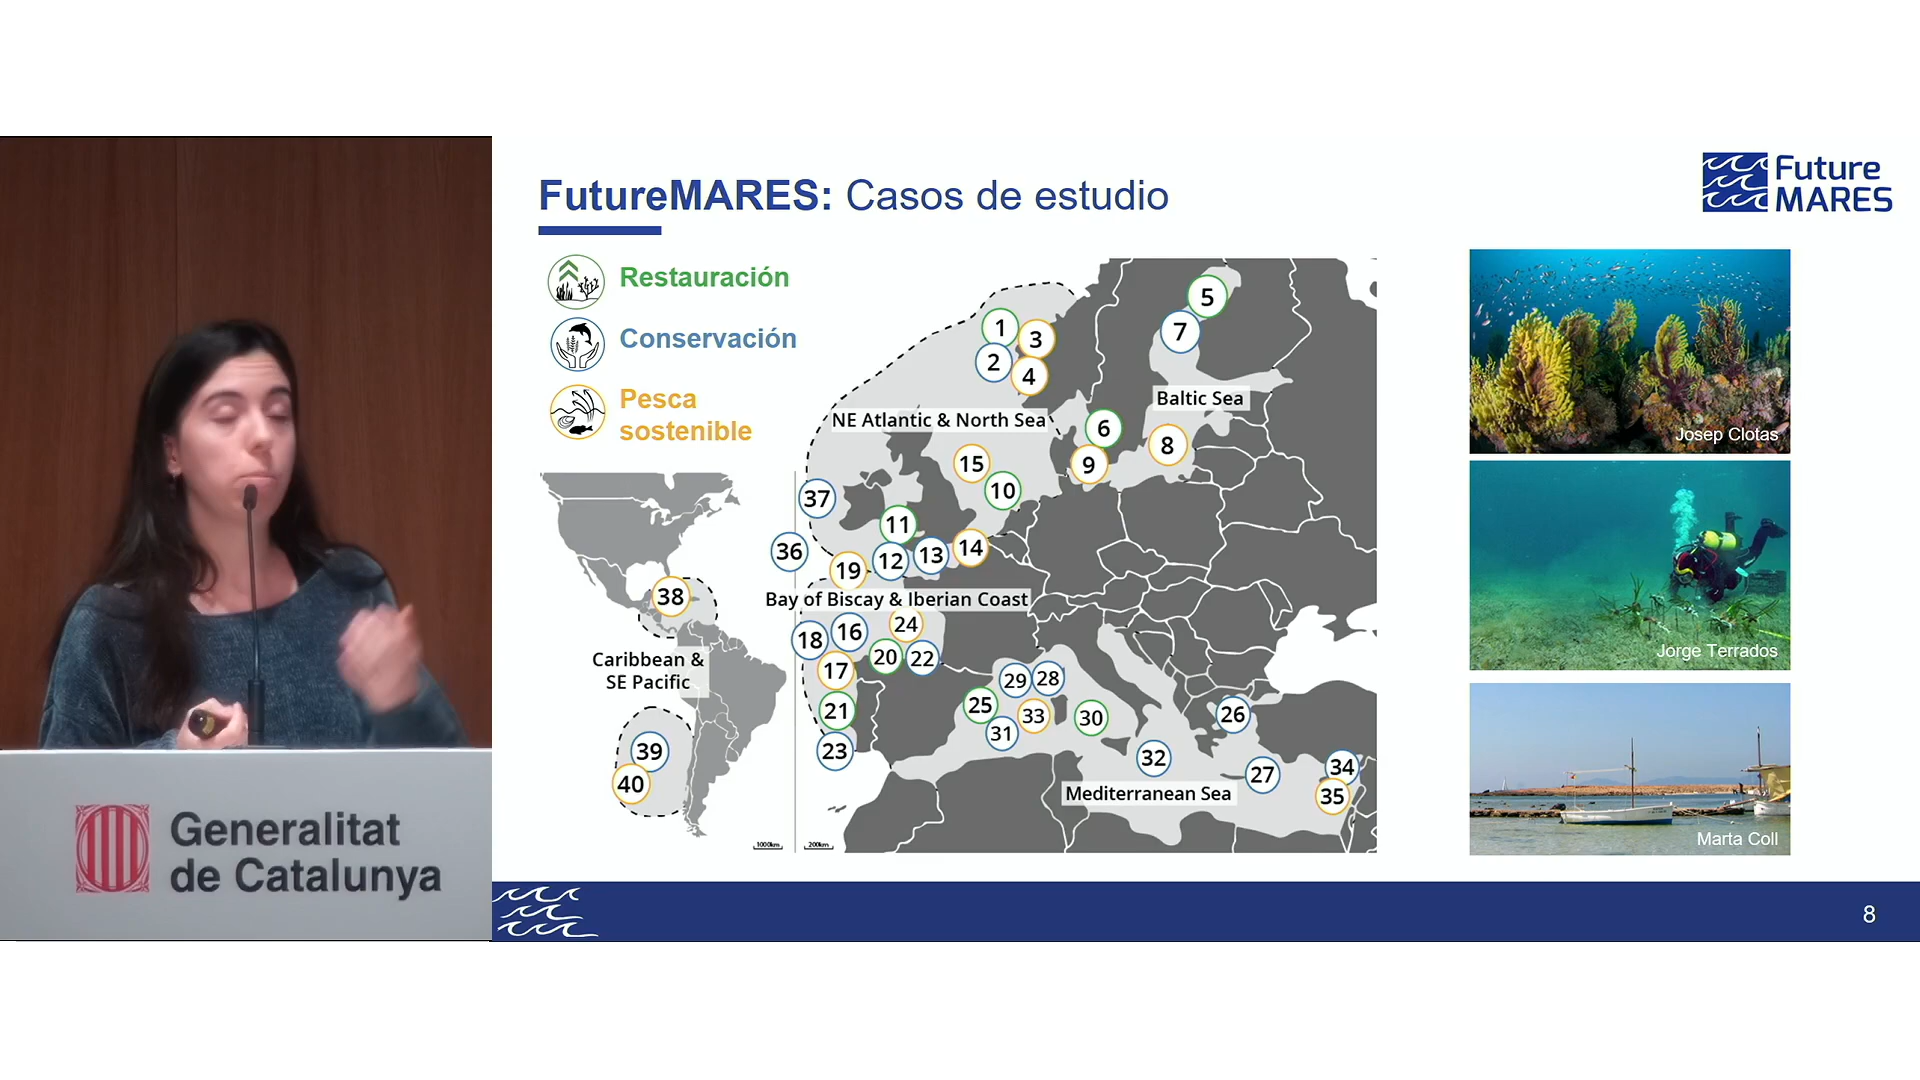 FutureMARES: Casos de estudio
Future
MARES
Restauración
Conservación
Pesca
sostenible
1
3
2
4
5
7
Baltic Sea
NE Atlantic & North Sea
6
8
9
15
10
37
11
36
19
12
13
14
Bay of Biscay & Iberian Coast
38
18
16
24
20
22
17
Caribbean &
SE Pacific
21
23
39
40
29
28
25
33
31
30
26
32
27
34
35
Mediterranean Sea
1000km
200km
Josep Clotas
Jorge Terrados
Marta Coll
Generalitat
de Catalunya
8